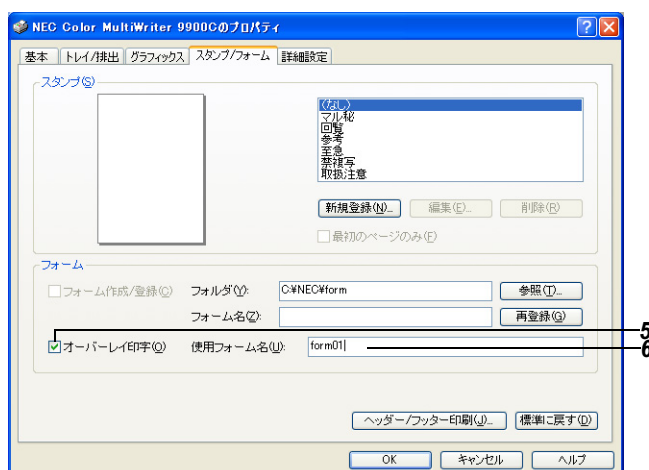 NEC Color MultiWriter 9900Cのプロパティ
基本 トレイ/排出 グラフィックス スタンプ/フォーム 詳細設定
スタンプ(S)
(なし)
マル秘
回覧
参考
至急
禁複写
取扱注意
新規登録(N)... 編集(E)... 削除(R)
最初のページのみ(F)
フォーム
フォーム作成/登録(C) フォルダ(Y): C:¥NEC¥form 参照(T)...
フォーム名(Z): 再登録(G)
オーバーレイ印字(O) 使用フォーム名(U): form01
5
6
ヘッダー/フッター印刷(J)... 標準に戻す(D)
OK キャンセル ヘルプ